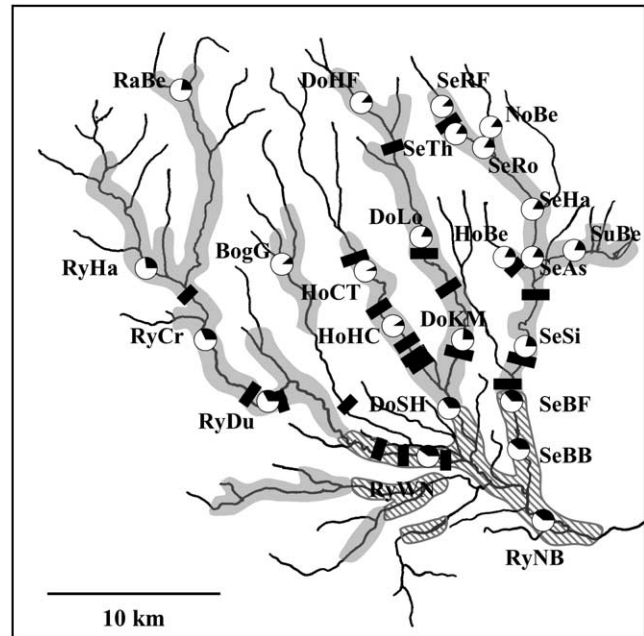 RaBe
DoHF
SeRF
NoBe
SeTh
SeRo
SeHa
DoLo
HoBe
SuBe
RyHa
BogG
SeAs
HoCT
RyCr
HoHC
DoKM
SeSi
RyDu
DoSH
SeBF
SeBB
RyWN
RyNB
10 km